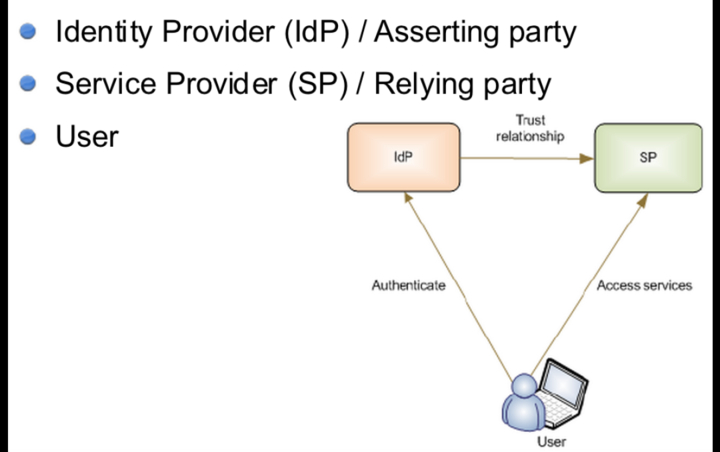 Identity Provider (IdP) / Asserting party
Service Provider (SP) / Relying party
User
Trust
relationship
IdP
SP
Authenticate
Access services
User